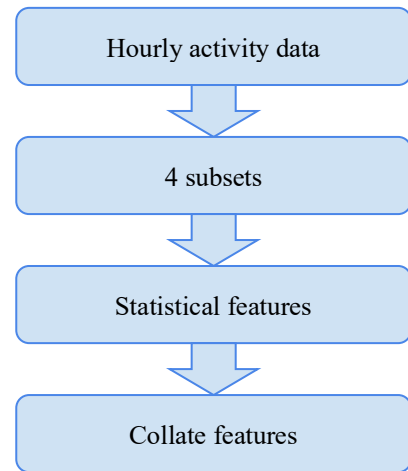 Hourly activity data
4 subsets
Statistical features
Collate features